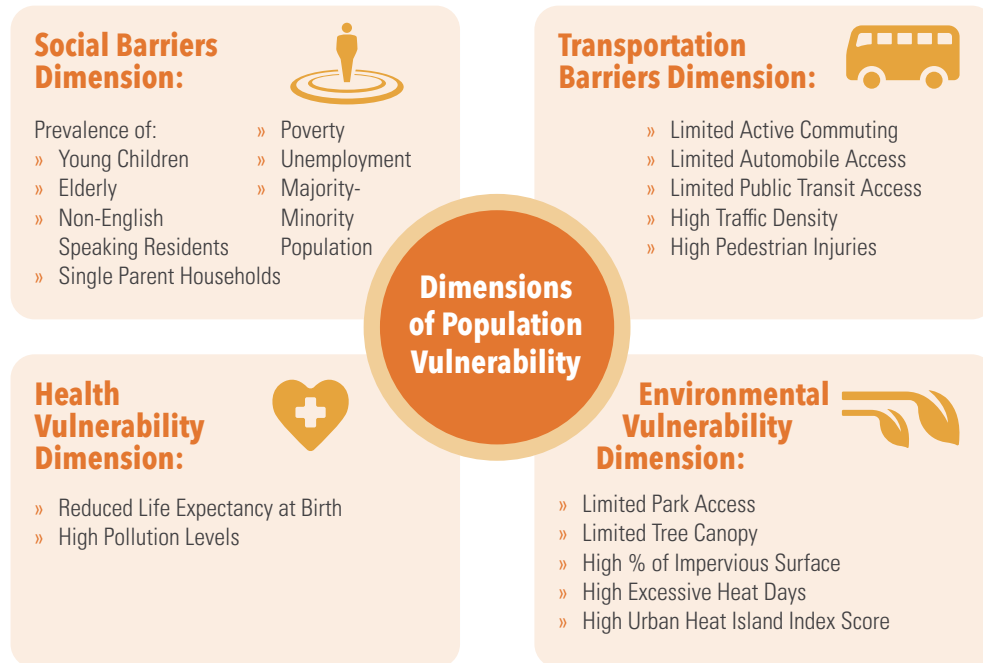 Social Barriers
Dimension:
Prevalence of:
» Young Children
» Elderly
» Non-English
Speaking Residents
» Single Parent Households
» Poverty
» Unemployment
» Majority-
Minority
Population
Transportation
Barriers Dimension:
» Limited Active Commuting
» Limited Automobile Access
» Limited Public Transit Access
» High Traffic Density
» High Pedestrian Injuries
Dimensions
of Population
Vulnerability
Health
Vulnerability
Dimension:
» Reduced Life Expectancy at Birth
» High Pollution Levels
Environmental
Vulnerability
Dimension:
» Limited Park Access
» Limited Tree Canopy
» High % of Impervious Surface
» High Excessive Heat Days
» High Urban Heat Island Index Score